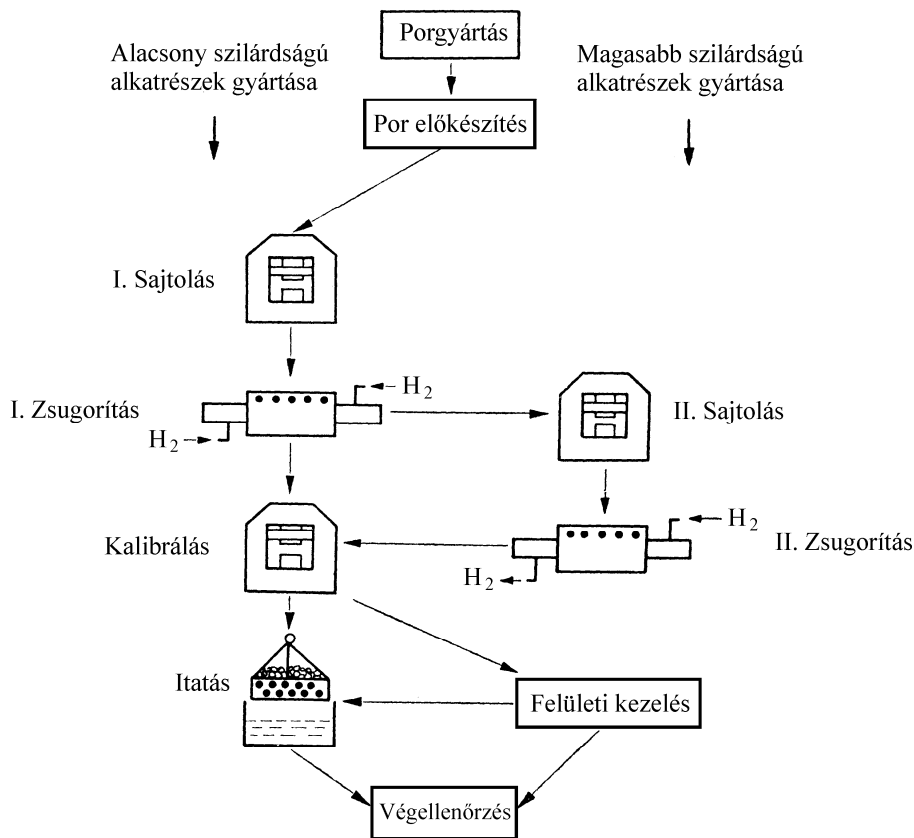 Porgyártás
Alacsony szilárdságú
alkatrészek gyártása
Magasabb szilárdságú
alkatrészek gyártása
Por előkészítés
I. Sajtolás
H2
I. Zsugorítás
H2
II. Sajtolás
Kalibrálás
H2
II. Zsugorítás
H2
Itatás
Felületi kezelés
Végellenőrzés